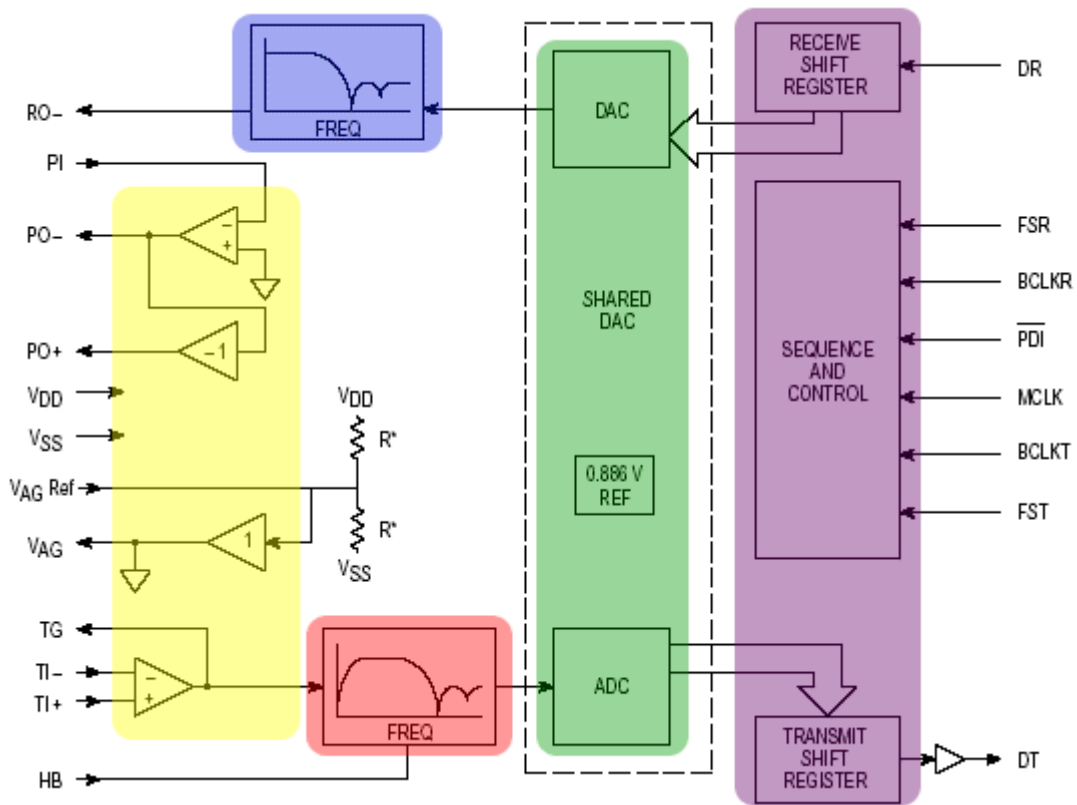 RECEIVE
SHIFT
REGISTER
DR
DAC
RO–
FREQ
PI
PO–
–
+
FSR
BCLKR
SHARED
DAC
PDI
PO+
–1
SEQUENCE
AND
CONTROL
VDD
VDD
MCLK
VSS
R*
BCLKT
0.886 V
REF
VAG Ref
FST
R*
VAG
1
VSS
TG
TI–
–
ADC
TI+
+
FREQ
TRANSMIT
SHIFT
REGISTER
DT
HB